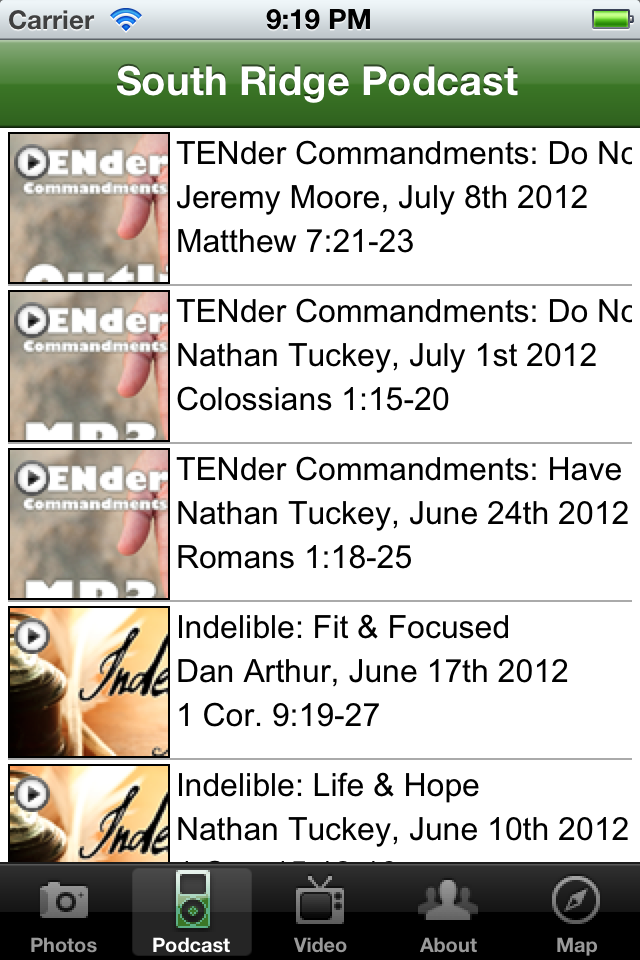 Carrier 9:19 PM
South Ridge Podcast
TENder
Commandments
TENder Commandments: Do No
Jeremy Moore, July 8th 2012
Matthew 7:21-23
TENder
Commandments
MP3
TENder Commandments: Do No
Nathan Tuckey, July 1st 2012
Colossians 1:15-20
TENder
Commandments
MP3
TENder Commandments: Have
Nathan Tuckey, June 24th 2012
Romans 1:18-25
Inde
Indelible: Fit & Focused
Dan Arthur, June 17th 2012
1 Cor. 9:19-27
Inde
Indelible: Life & Hope
Nathan Tuckey, June 10th 2012
Photos Podcast Video About Map